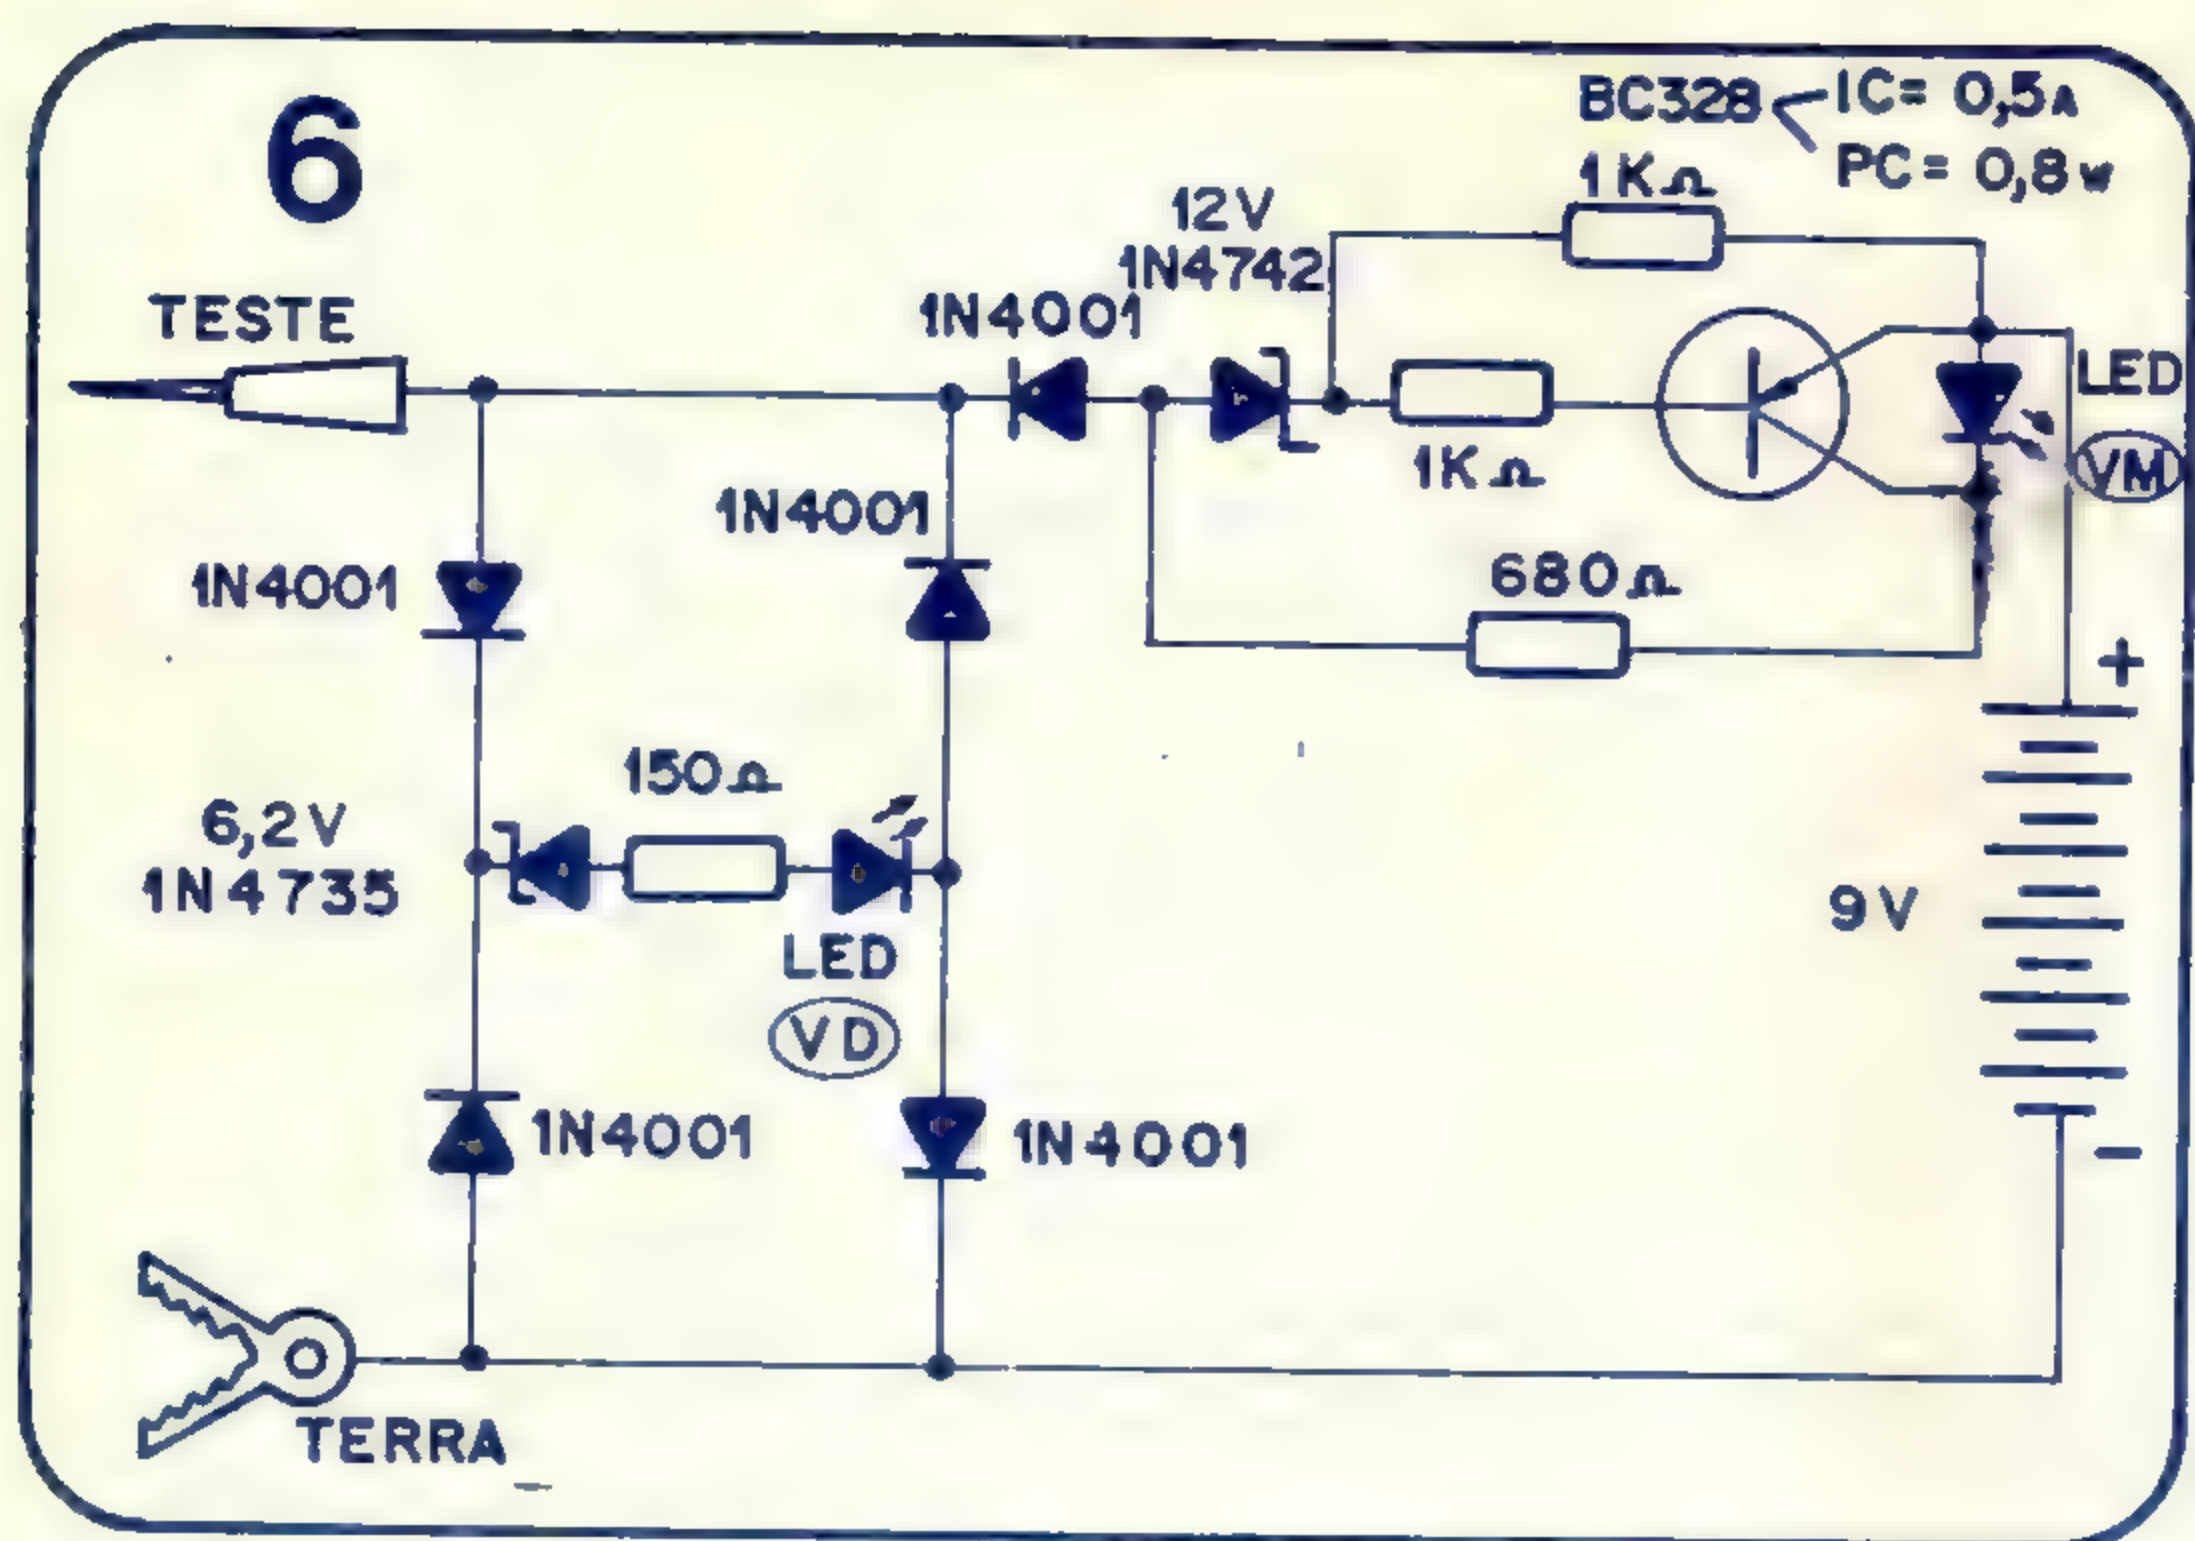 6
BC328 IC= 0,5A
PC= 0,8W
1KΩ
12V
1N4742
1N4001
TESTE
LED
VM
1KΩ
1N4001
1N4001
680Ω
+
150Ω
6,2V
1N4735
9V
LED
VD
1N4001
1N4001
-
TERRA